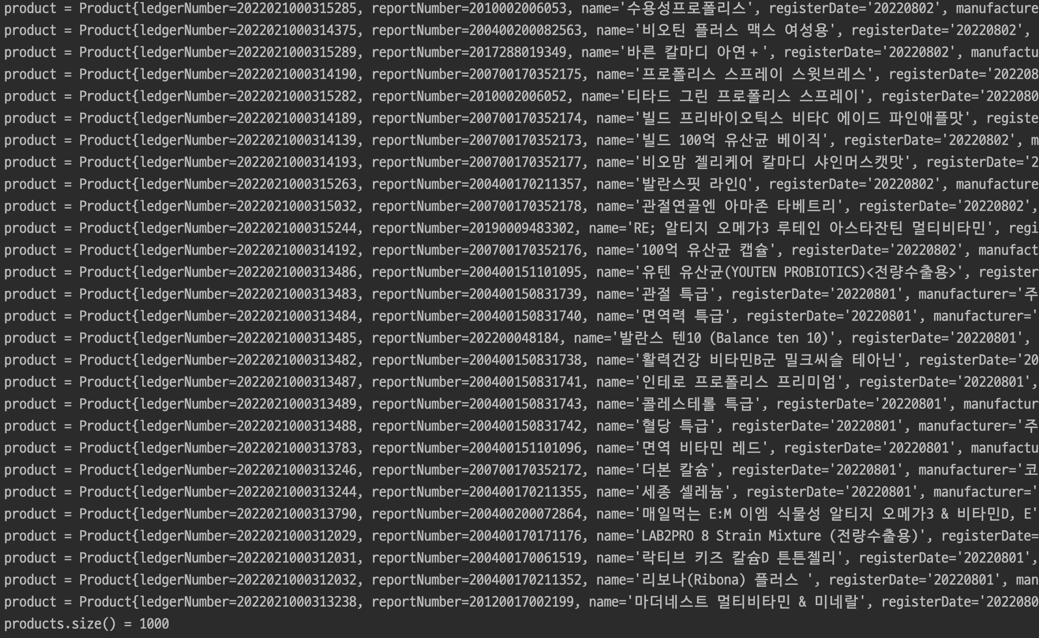 product = Product{ledgerNumber=2022021000315285, reportNumber=2010002006053, name='수용성프로폴리스', registerDate='20220802', manufacture
product = Product{ledgerNumber=2022021000314375, reportNumber=200400200082563, name='비오틴 플러스 맥스 여성용', registerDate='20220802',
product = Product{ledgerNumber=2022021000315289, reportNumber=2017288019349, name='바른 칼마디 아연＋', registerDate='20220802', manufactu
product = Product{ledgerNumber=2022021000314190, reportNumber=200700170352175, name='프로폴리스 스프레이 스윗브레스', registerDate='202208
product = Product{ledgerNumber=2022021000315282, reportNumber=2010002006052, name='티타드 그린 프로폴리스 스프레이', registerDate='2022080
product = Product{ledgerNumber=2022021000314189, reportNumber=200700170352174, name='빌드 프리바이오틱스 비타C 에이드 파인애플맛', registe
product = Product{ledgerNumber=2022021000314139, reportNumber=200700170352173, name='빌드 100억 유산균 베이직', registerDate='20220802', m
product = Product{ledgerNumber=2022021000314193, reportNumber=200700170352177, name='비오맘 젤리케어 칼마디 샤인머스캣맛', registerDate='2
product = Product{ledgerNumber=2022021000315263, reportNumber=200400170211357, name='발란스핏 라인Q', registerDate='20220802', manufacture
product = Product{ledgerNumber=2022021000315032, reportNumber=200700170352178, name='관절연골엔 아마존 타베트리', registerDate='20220802',
product = Product{ledgerNumber=2022021000315244, reportNumber=20190009483302, name='RE; 알티지 오메가3 루테인 아스타잔틴 멀티비타민', regi
product = Product{ledgerNumber=2022021000314192, reportNumber=200700170352176, name='100억 유산균 캡슐', registerDate='20220802', manufact
product = Product{ledgerNumber=2022021000313486, reportNumber=200400151101095, name='유텐 유산균(YOUTEN PROBIOTICS)<전량수출용>', register
product = Product{ledgerNumber=2022021000313483, reportNumber=200400150831739, name='관절 특급', registerDate='20220801', manufacturer='주
product = Product{ledgerNumber=2022021000313484, reportNumber=200400150831740, name='면역력 특급', registerDate='20220801', manufacturer='
product = Product{ledgerNumber=2022021000313485, reportNumber=202200048184, name='발란스 텐10 (Balance ten 10)', registerDate='20220801',
product = Product{ledgerNumber=2022021000313482, reportNumber=200400150831738, name='활력건강 비타민B군 밀크씨슬 테아닌', registerDate='20
product = Product{ledgerNumber=2022021000313487, reportNumber=200400150831741, name='인테로 프로폴리스 프리미엄', registerDate='20220801',
product = Product{ledgerNumber=2022021000313489, reportNumber=200400150831743, name='콜레스테롤 특급', registerDate='20220801', manufactur
product = Product{ledgerNumber=2022021000313488, reportNumber=200400150831742, name='혈당 특급', registerDate='20220801', manufacturer='주
product = Product{ledgerNumber=2022021000313783, reportNumber=200400151101096, name='면역 비타민 레드', registerDate='20220801', manufactu
product = Product{ledgerNumber=2022021000313246, reportNumber=200700170352172, name='더본 칼슘', registerDate='20220801', manufacturer='코
product = Product{ledgerNumber=2022021000313244, reportNumber=200400170211355, name='세종 셀레늄', registerDate='20220801', manufacturer='
product = Product{ledgerNumber=2022021000313790, reportNumber=200400200072864, name='매일먹는 E:M 이엠 식물성 알티지 오메가3 & 비타민D, E'
product = Product{ledgerNumber=2022021000312029, reportNumber=200400170171176, name='LAB2PRO 8 Strain Mixture (전량수출용)', registerDate=
product = Product{ledgerNumber=2022021000312031, reportNumber=200400170061519, name='락티브 키즈 칼슘D 튼튼젤리', registerDate='20220801',
product = Product{ledgerNumber=2022021000312032, reportNumber=200400170211352, name='리보나(Ribona) 플러스 ', registerDate='20220801', man
product = Product{ledgerNumber=2022021000313238, reportNumber=20120017002199, name='마더네스트 멀티비타민 & 미네랄', registerDate='2022080
products.size() = 1000